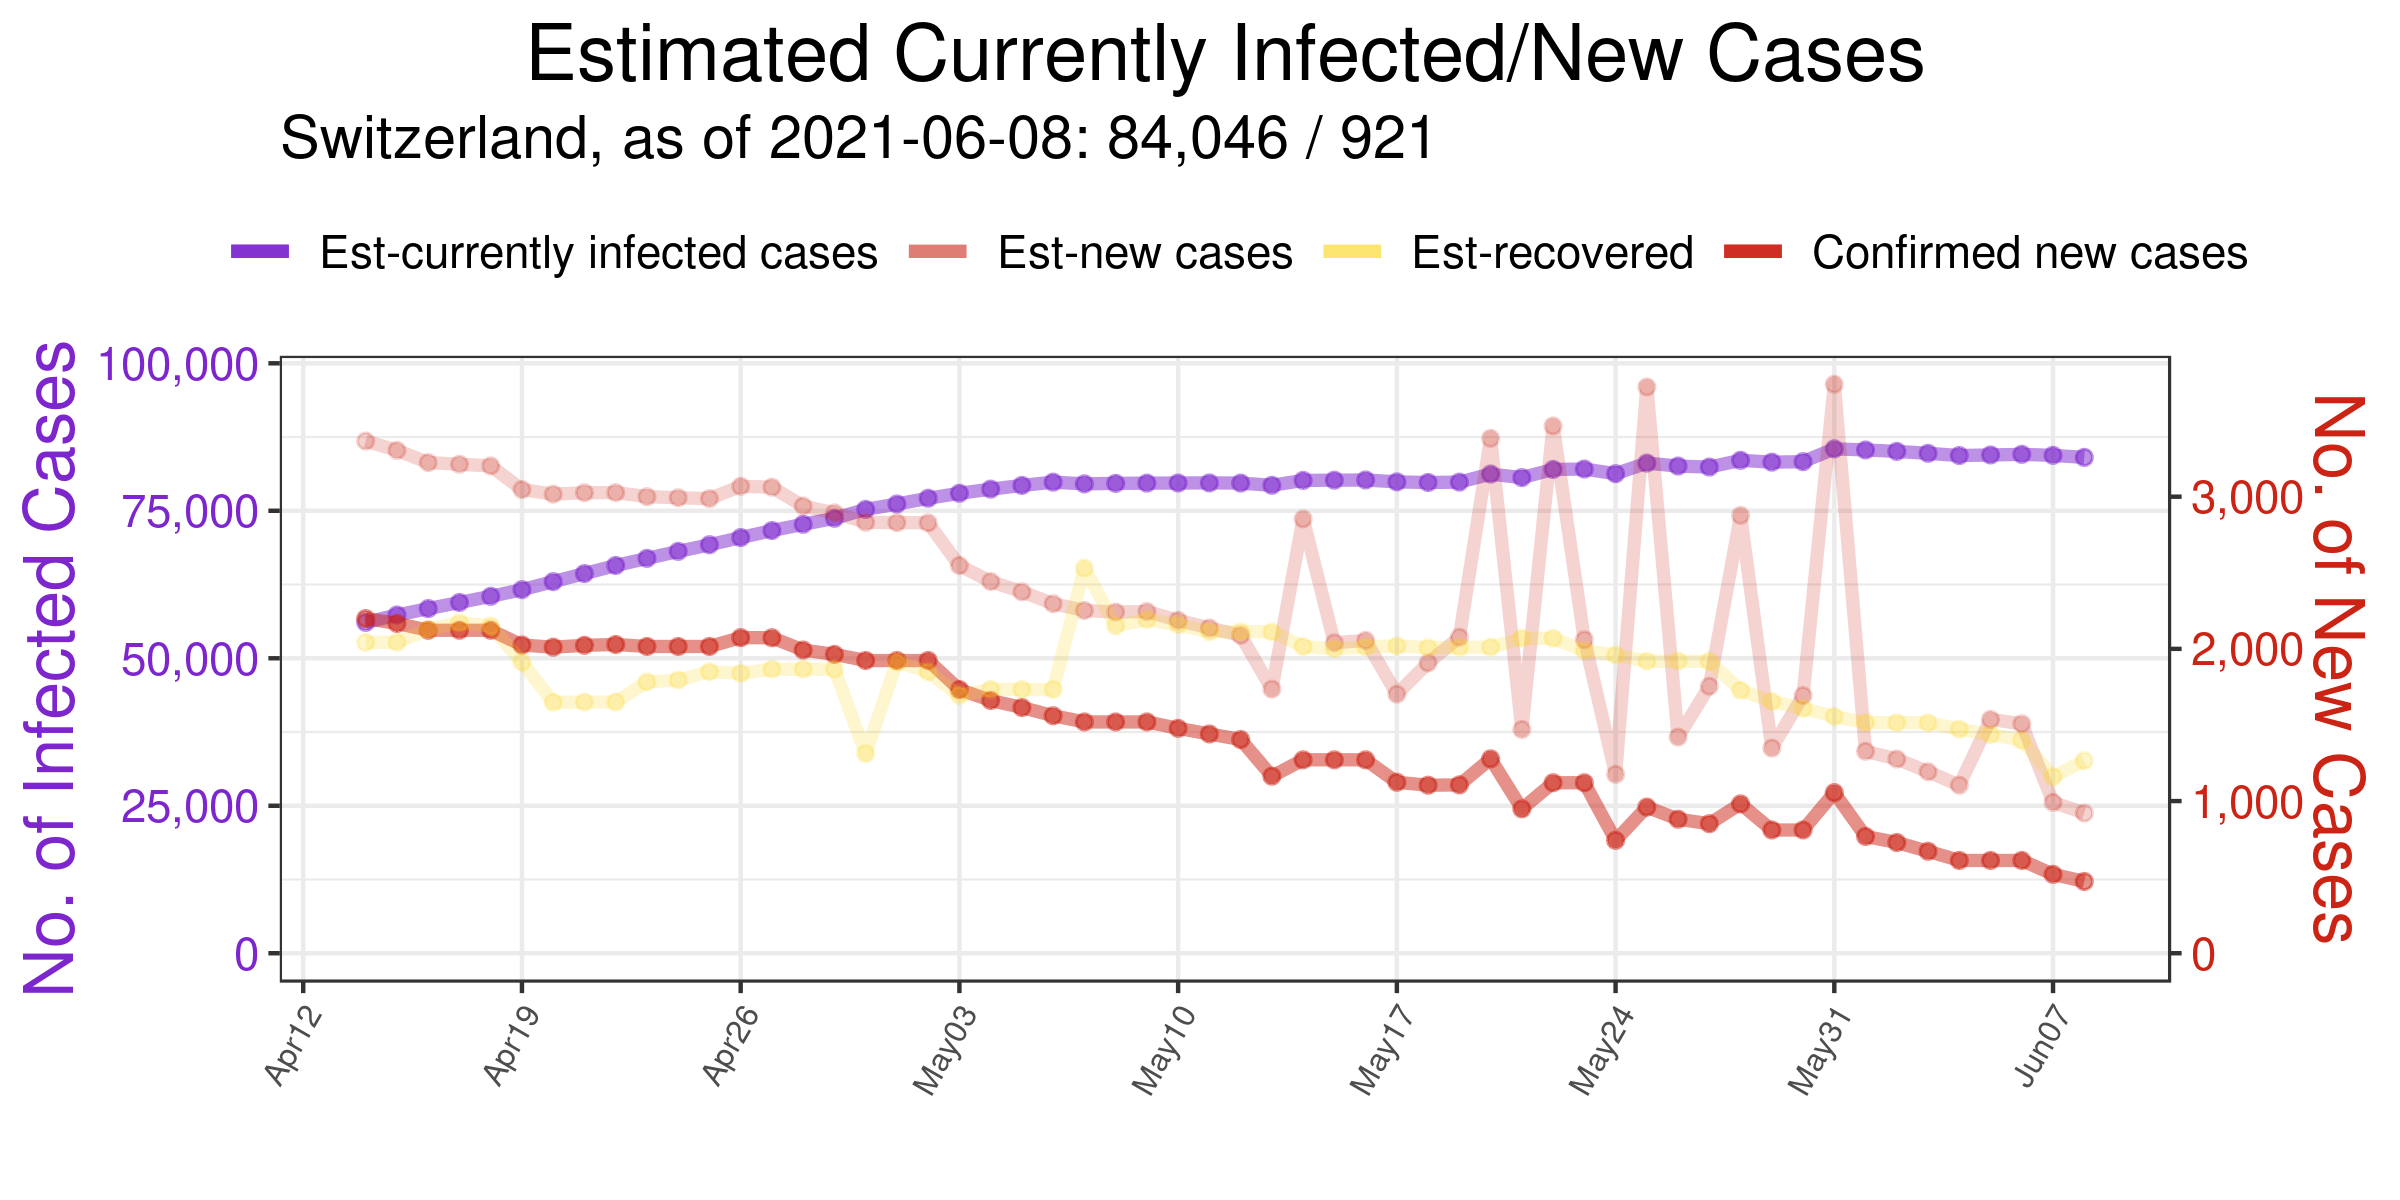 Estimated Currently Infected/New Cases
Switzerland, as of 2021-06-08: 84,046 / 921
Est-currently infected cases Est-new cases Est-recovered Confirmed new cases
No. of Infected Cases
100,000
75,000
50,000
25,000
0
3,000
2,000
1,000
0
No. of New Cases
Apr12 Apr19 Apr26 May03 May10 May17 May24 May31 Jun07